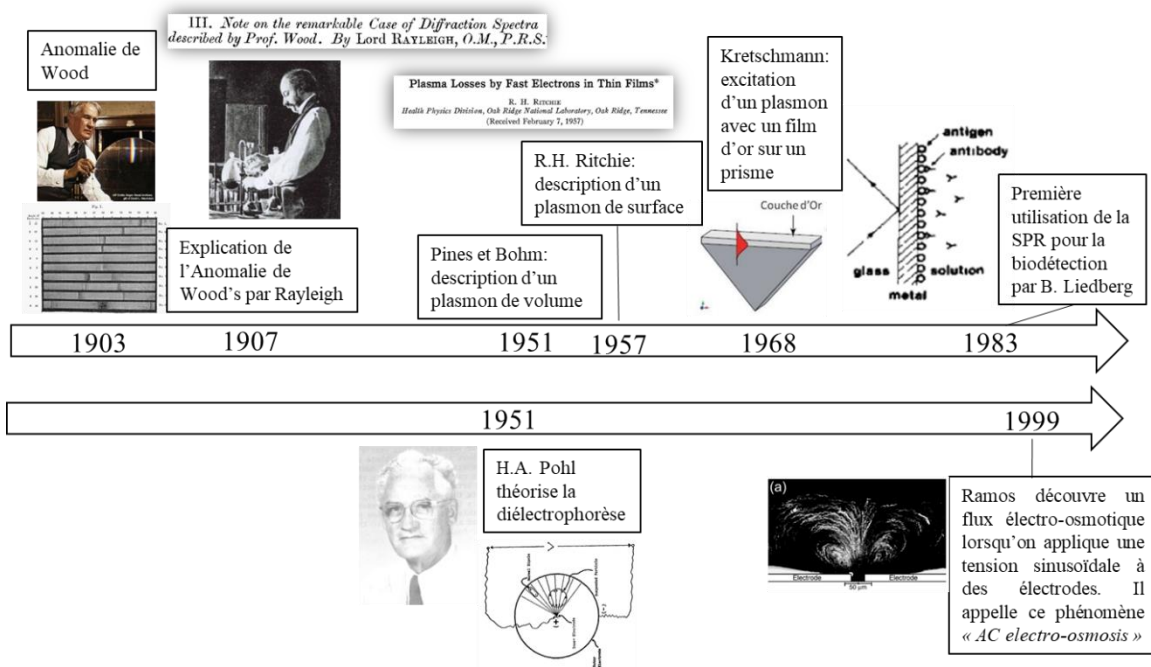 III. Note on the remarkable Case of Diffraction Spectra
described by Prof. Wood. By Lord RAYLEIGH, O.M., P.R.S.
Anomalie de
Wood
Plasma Losses by Fast Electrons in Thin Films*
R. H. RITCHIE
Health Physics Division, Oak Ridge National Laboratory, Oak Ridge, Tennessee
(Received February 7, 1957)
Kretschmann:
excitation
d’un plasmon
avec un film
d’or sur un
prisme
Couche d’Or
antigen
antibody
glass
solution
metal
R.H. Ritchie:
description d’un
plasmon de surface
Première
utilisation de la
SPR pour la
biodétection
par B. Liedberg
Explication de
l’Anomalie de
Wood’s par Rayleigh
Pines et Bohm:
description d’un
plasmon de volume
1903
1907
1951
1957
1968
1983
1951
1999
H.A. Pohl
théorise la
diélectrophorèse
(a)
Electrode
Electrode
50 μm
Ramos découvre un
flux électro-osmotique
lorsqu’on applique une
tension sinusoïdale à
des électrodes. Il
appelle ce phénomène
« AC electro-osmosis »